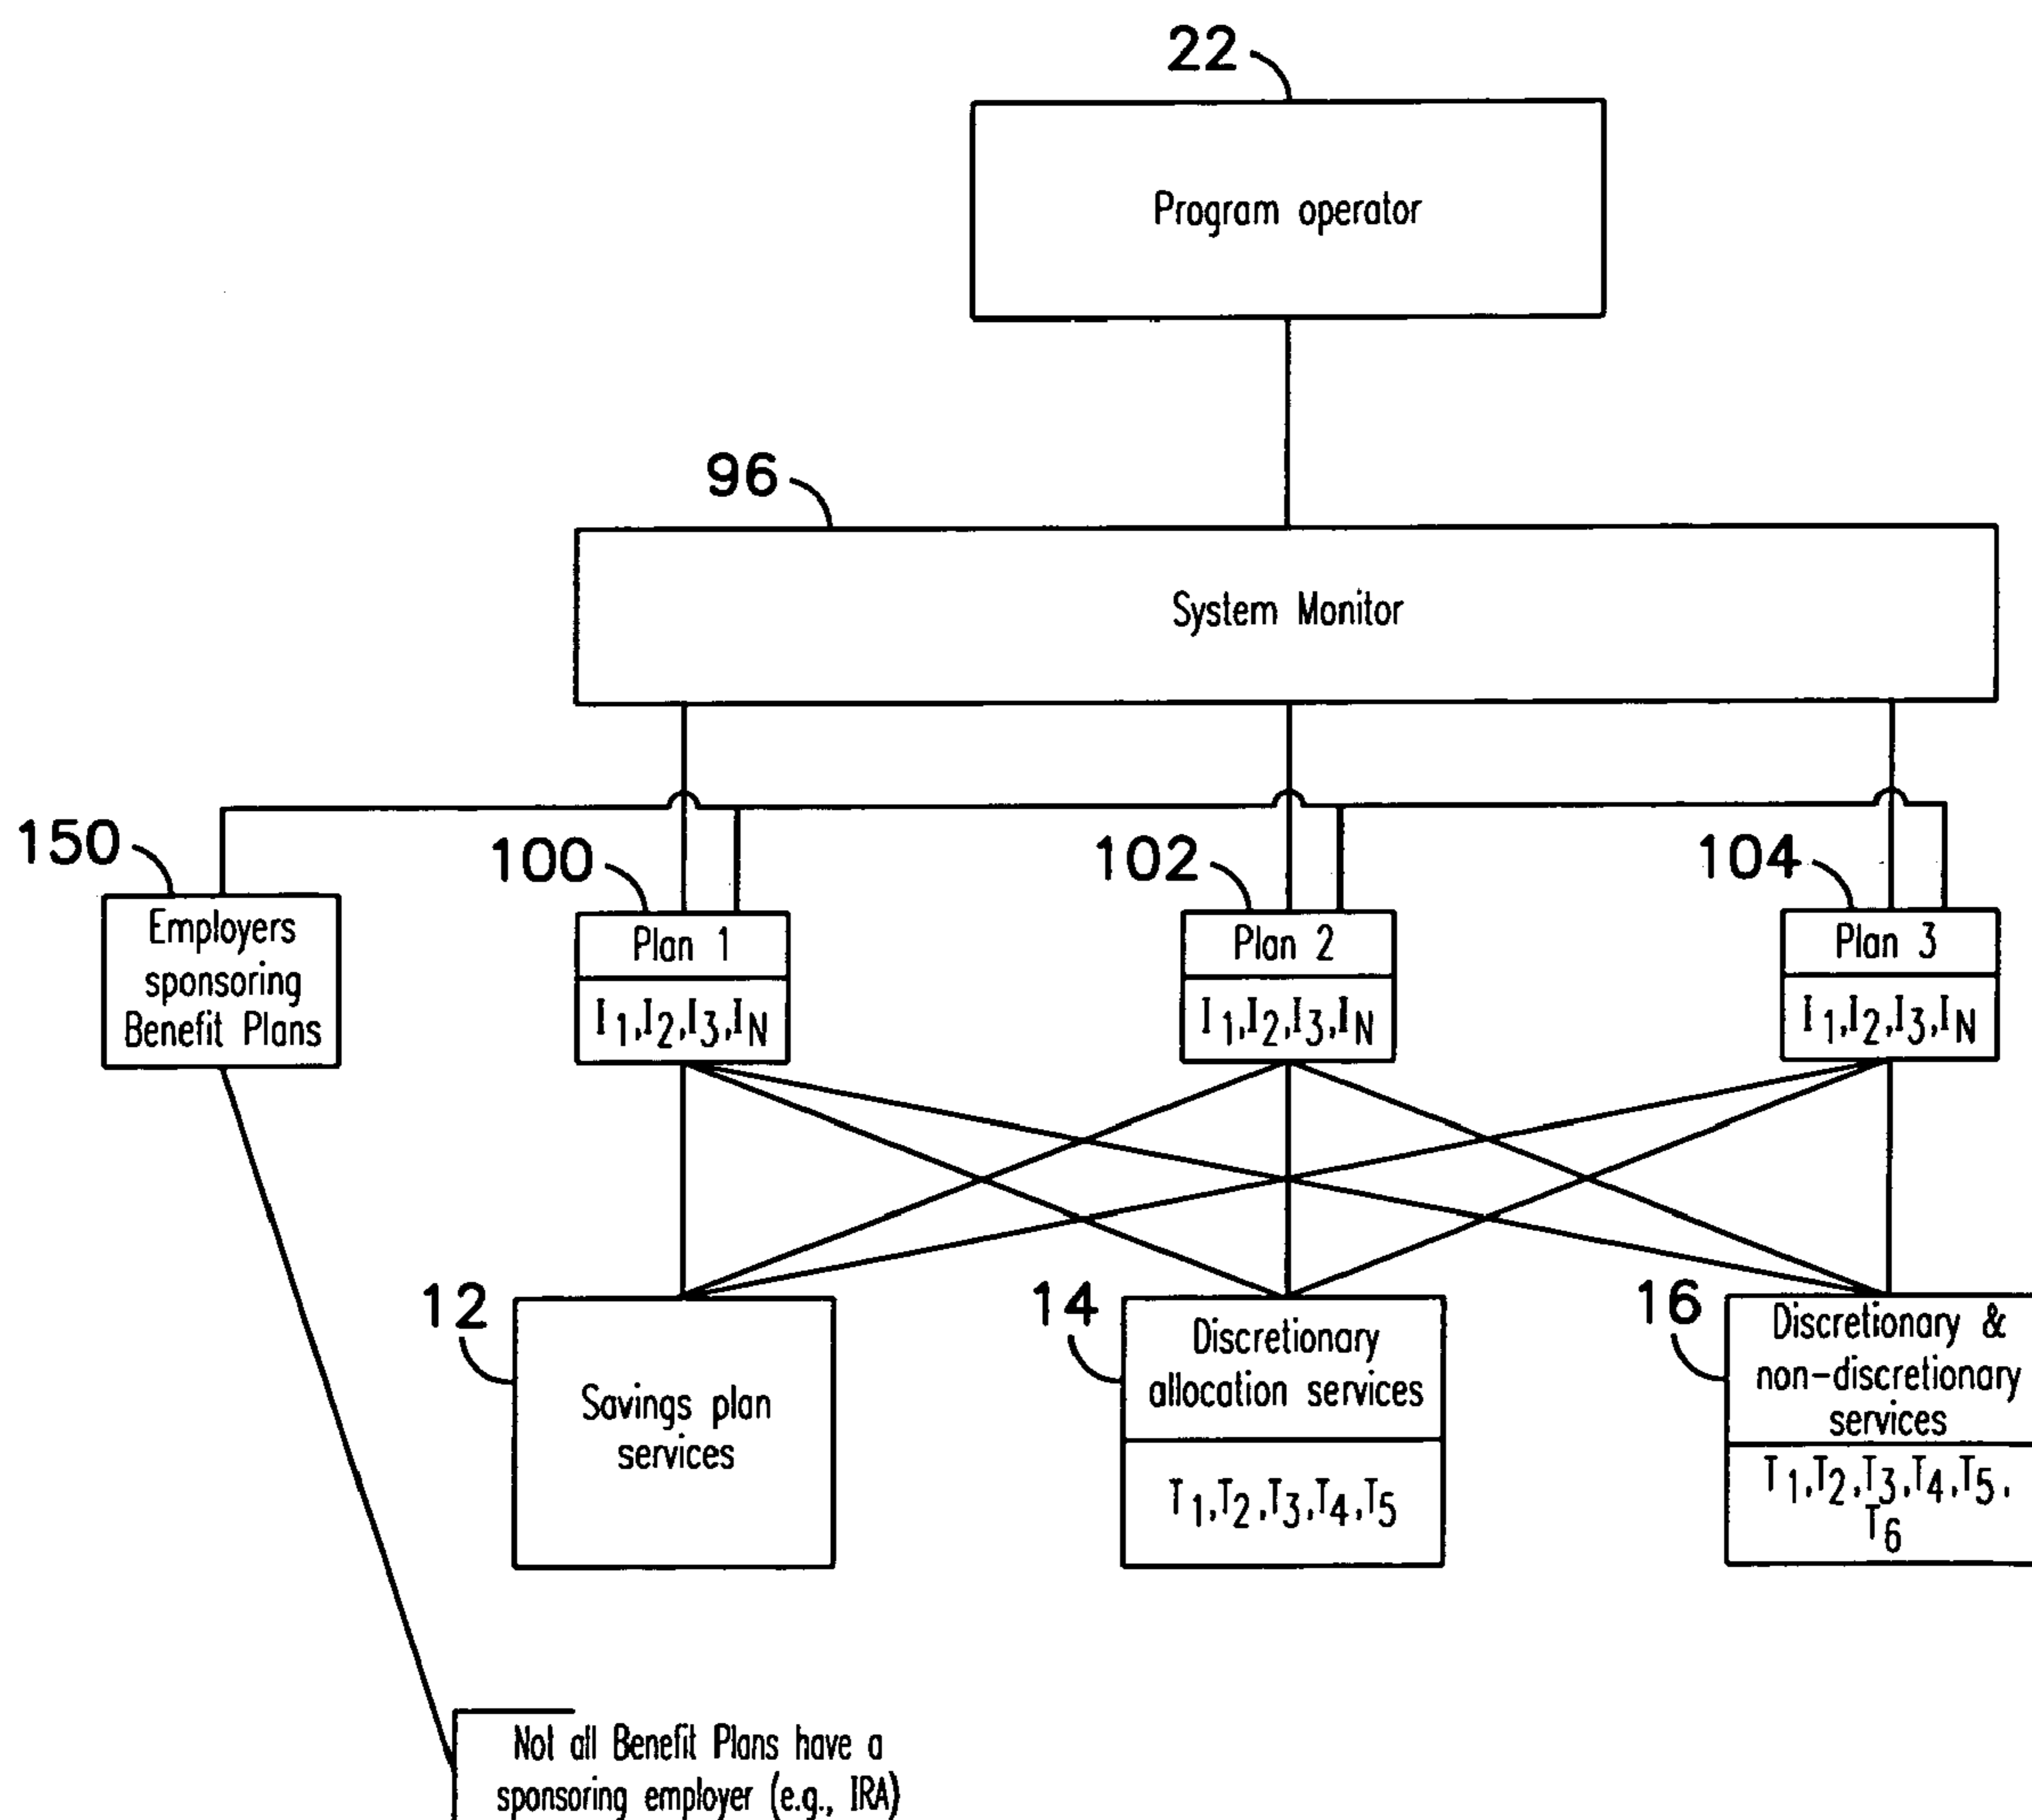 22
Program operator
96
System Monitor
150
100
102
104
Employers
sponsoring
Benefit Plans
Plan 1
I1,I2,I3,IN
Plan 2
I1,I2,I3,IN
Plan 3
I1,I2,I3,IN
12
Savings plan
services
14
Discretionary
allocation services
T1,T2,T3,T4,T5
16
Discretionary &
non-discretionary
services
T1,T2,T3,T4,T5,
T6
Not all Benefit Plans have a
sponsoring employer (e.g., IRA)